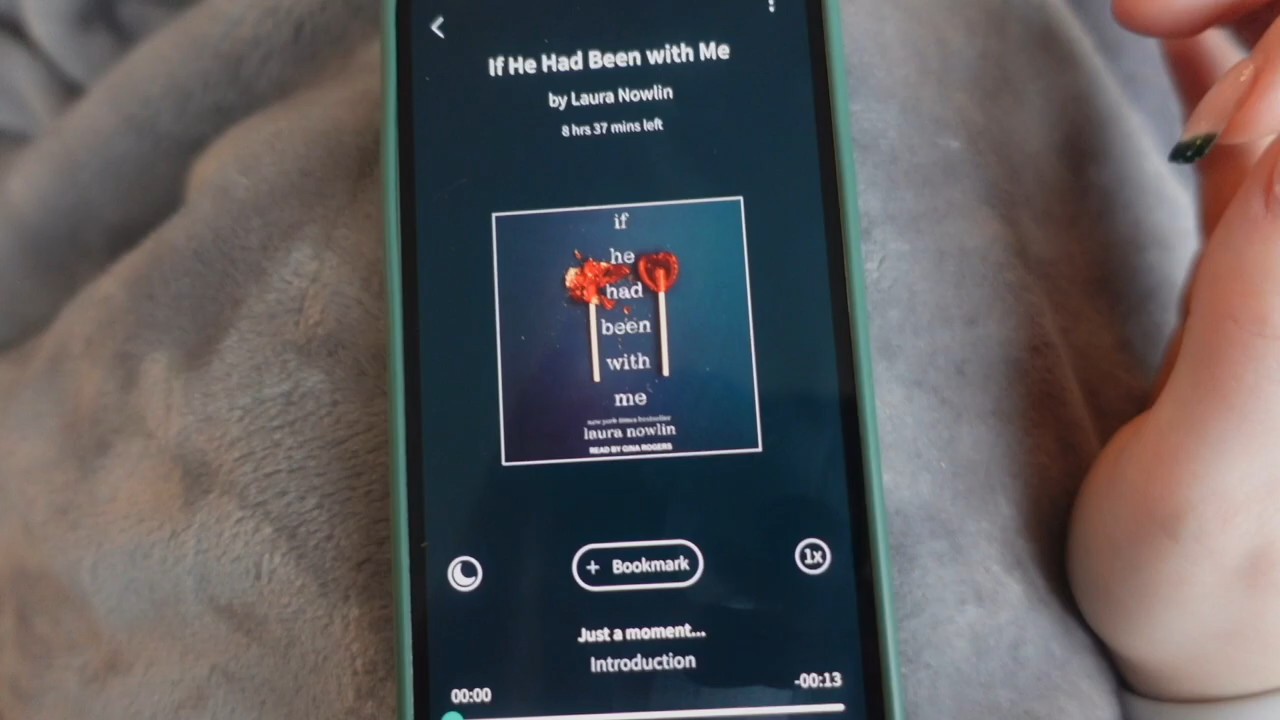 If He Had Been with Me
by Laura Nowlin
8 hrs 37 mins left
if
he
had
been
with
me
new york times bestseller
laura nowlin
READ BY GINA ROGERS
+ Bookmark
1x
Just a moment...
Introduction
00:00
-00:13